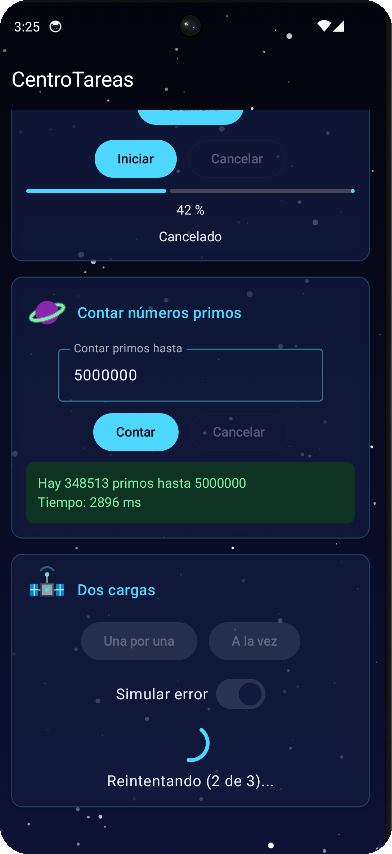 3:25
CentroTareas
Iniciar
Cancelar
42 %
Cancelado
Contar números primos
Contar primos hasta
5000000
Contar
Cancelar
Hay 348513 primos hasta 5000000
Tiempo: 2896 ms
Dos cargas
Una por una
A la vez
Simular error
Reintentando (2 de 3)...